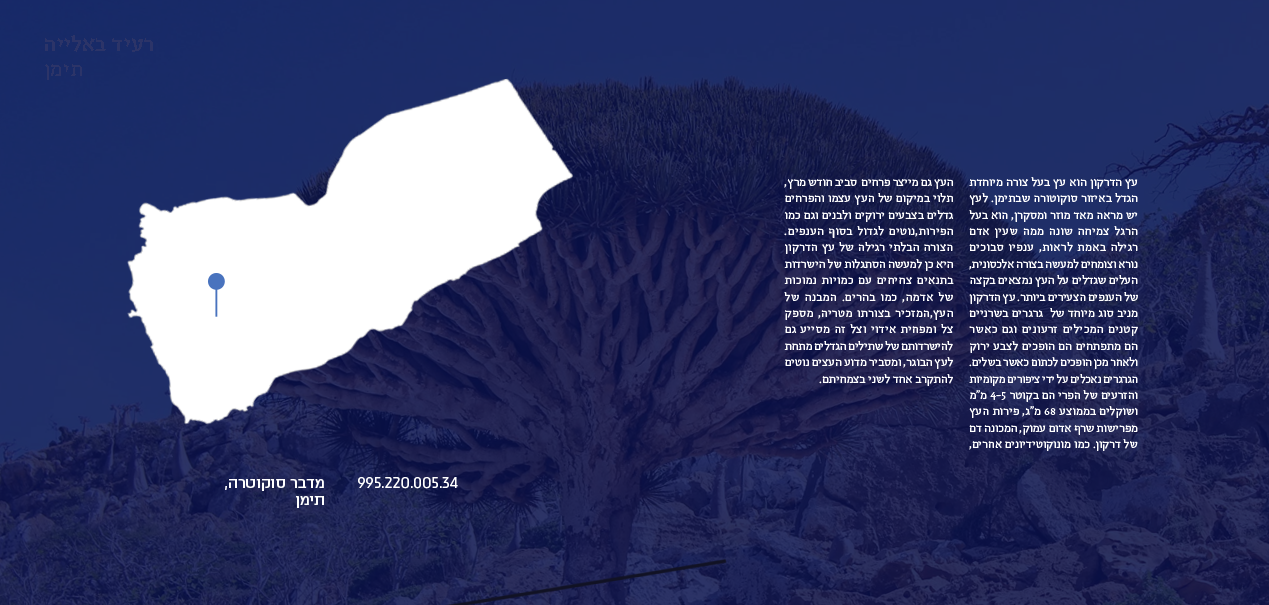 רעיד באלייה
תימן
עץ הדרקון הוא עץ בעל צורה מיוחדת
הגדל באיזור סוקוטורה שבתימן. לעץ
יש מראה מאד מוזר ומסקרן, הוא בעל
הרגל צמיחה שונה ממה שעין אדם
רגילה באמת לראות, ענפיו סבוכים
נורא וצומחים למעשה בצורה אלכסונית,
העלים שגדלים על העץ נמצאים בקצה
של הענפים הצעירים ביותר. עץ הדרקון
מניב סוג מיוחד של גרגרים בשרניים
קטנים המכילים זרעונים וגם כאשר
הם מתפתחים הם הופכים לצבע ירוק
ולאחר מכן הופכים לכתום כאשר בשלים.
הגרגרים נאכלים על ידי ציפורים מקומיות
והזרעים של הפרי הם בקוטר 4-5 מ"מ
ושוקלים בממוצע 68 מ"ג, פירות העץ
מפרישות שרף אדום עמוק, המכונה דם
של דרקון. כמו מונוקוטידיונים אחרים,
העץ גם מייצר פרחים סביב חודש מרץ,
תלוי במיקום של העץ עצמו והפרחים
גדלים בצבעים ירוקים ולבנים וגם כמו
הפירות,נוטים לגדול בסוף הענפים.
הצורה הבלתי רגילה של עץ הדרקון
היא כן למעשה הסתגלות של הישרדות
בתנאים צחיחים עם כמויות נמוכות
של אדמה, כמו בהרים. המבנה של
העץ,המזכיר בצורתו מטריה, מספק
צל ומפחית אידוי וצל זה מסייע גם
להישרדותם של שתילים הגדלים מתחת
לעץ הבוגר, ומסביר מדוע העצים נוטים
להתקרב אחד לשני בצמחיתם.
995.220.005.34
מדבר סוקוטרה,
תימן